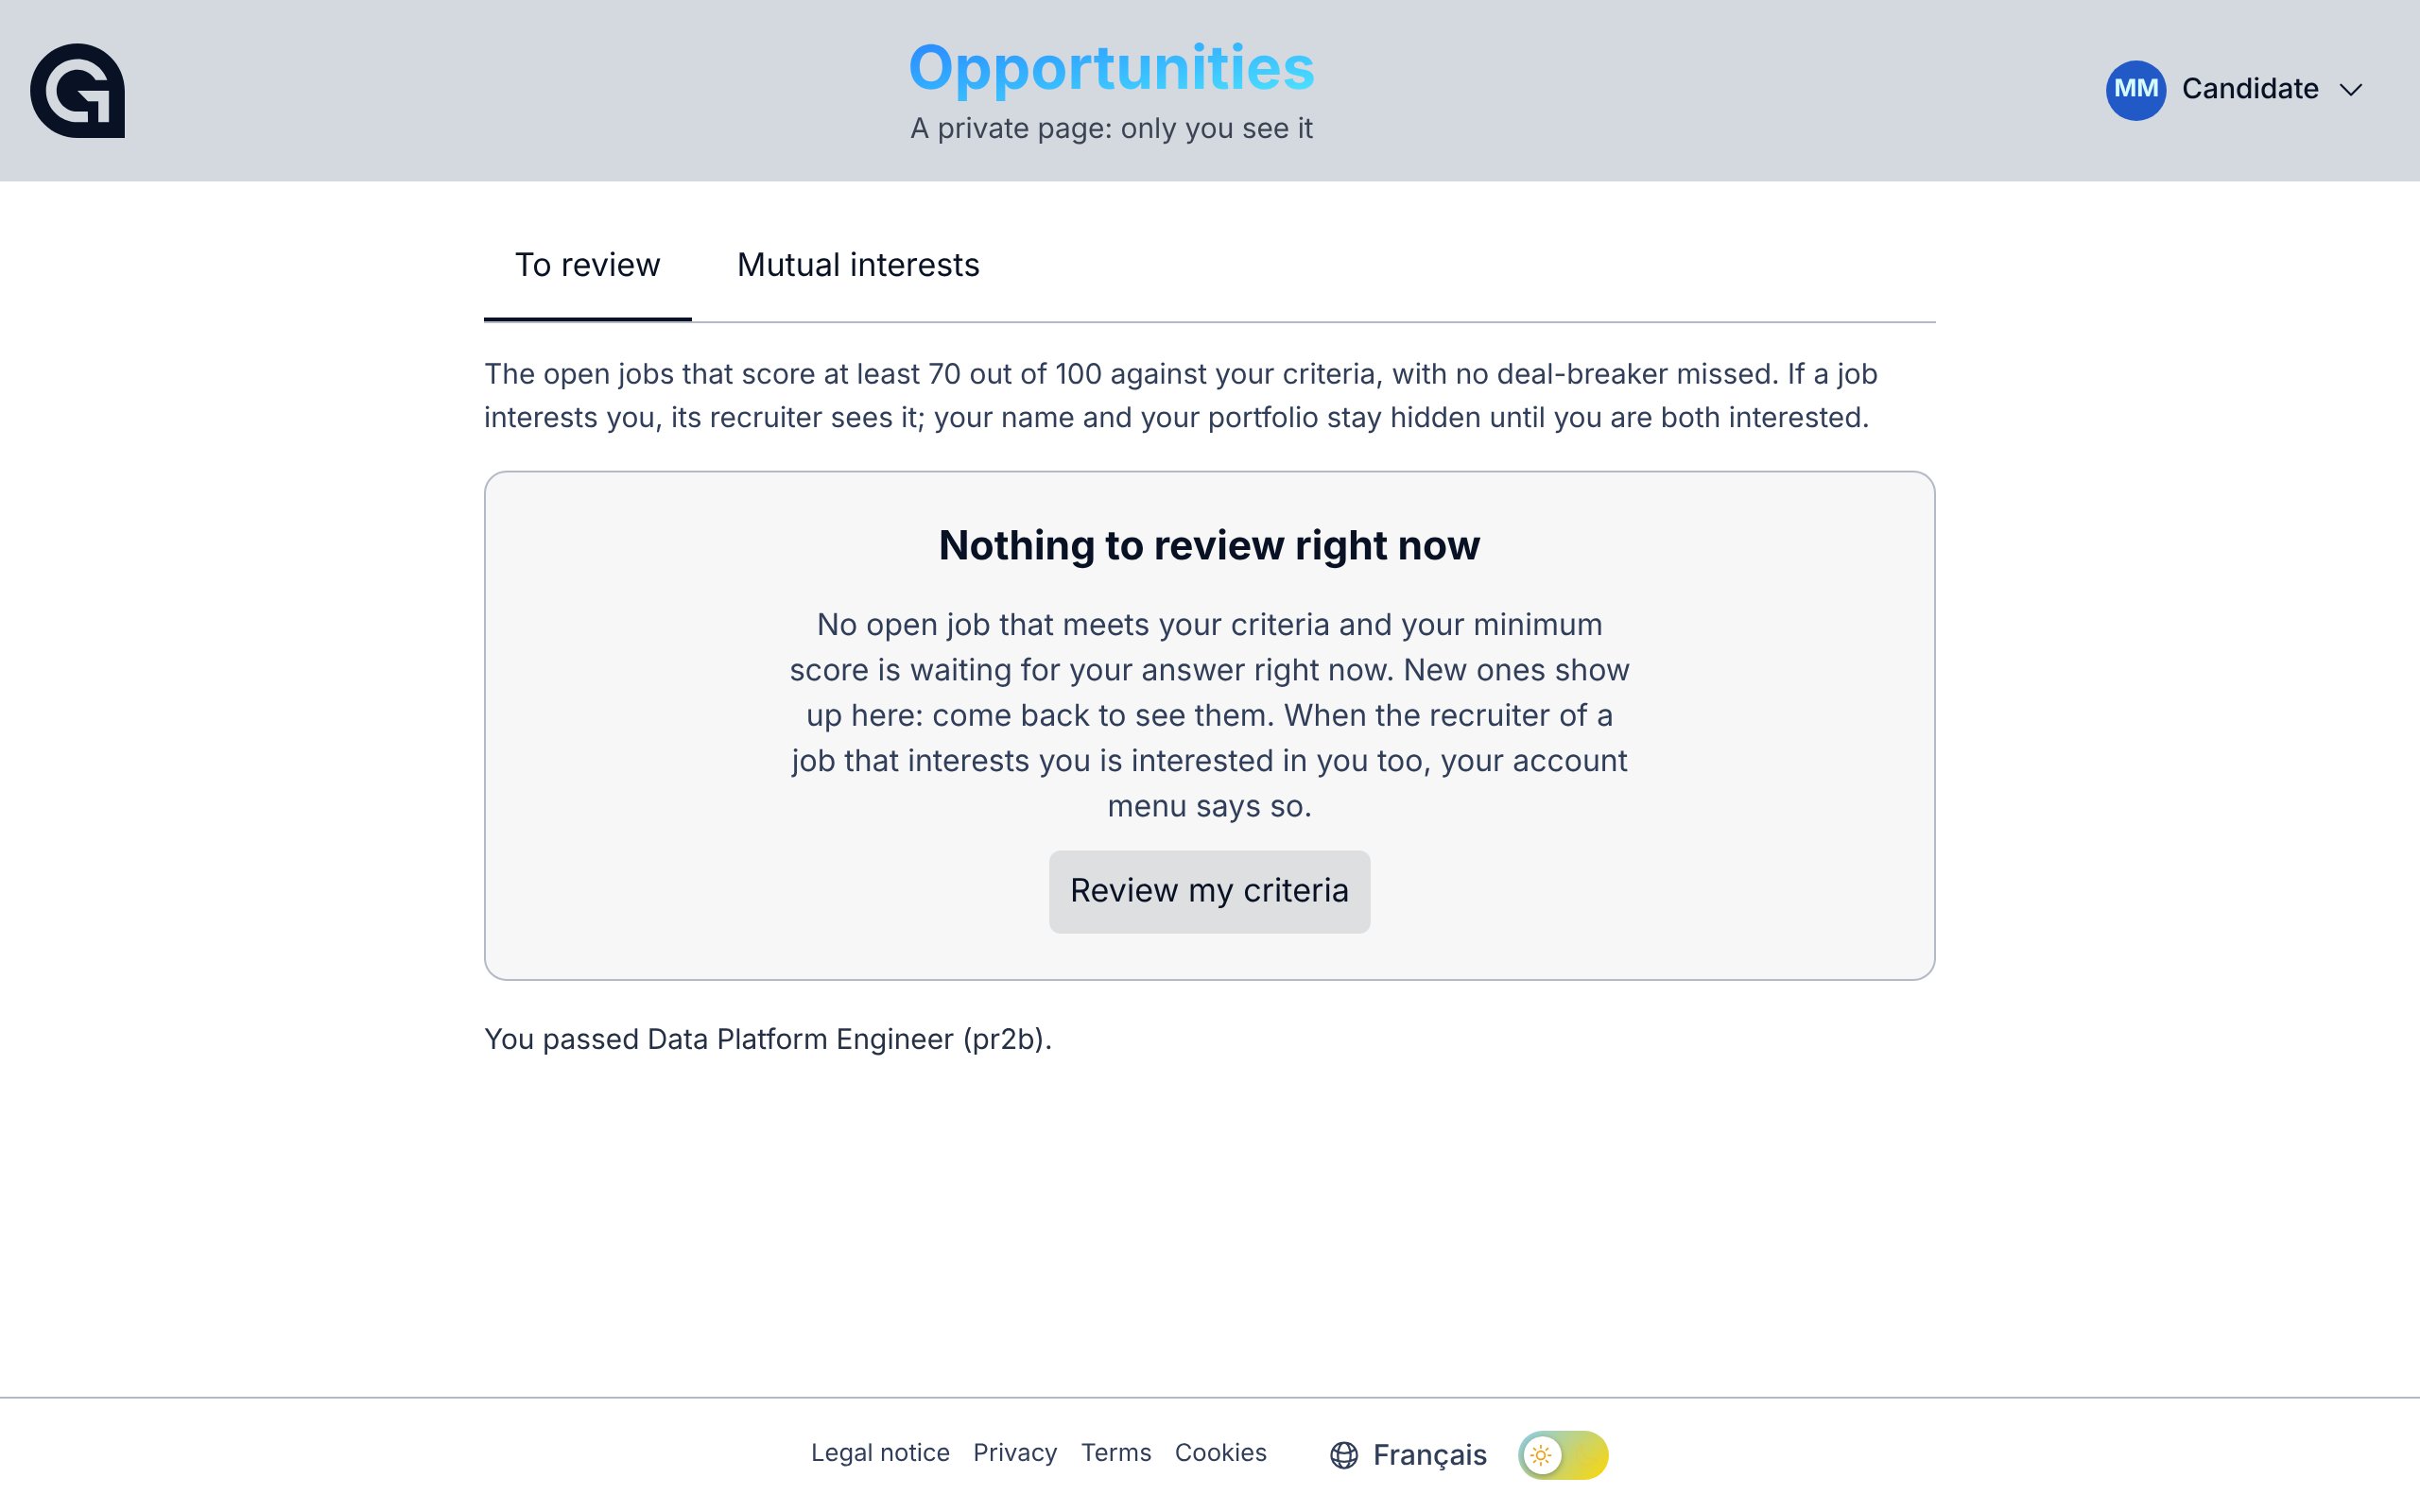 Opportunities
A private page: only you see it
MM Candidate
To review
Mutual interests
The open jobs that score at least 70 out of 100 against your criteria, with no deal-breaker missed. If a job
interests you, its recruiter sees it; your name and your portfolio stay hidden until you are both interested.
Nothing to review right now
No open job that meets your criteria and your minimum
score is waiting for your answer right now. New ones show
up here: come back to see them. When the recruiter of a
job that interests you is interested in you too, your account
menu says so.
Review my criteria
You passed Data Platform Engineer (pr2b).
Legal notice Privacy Terms Cookies Français